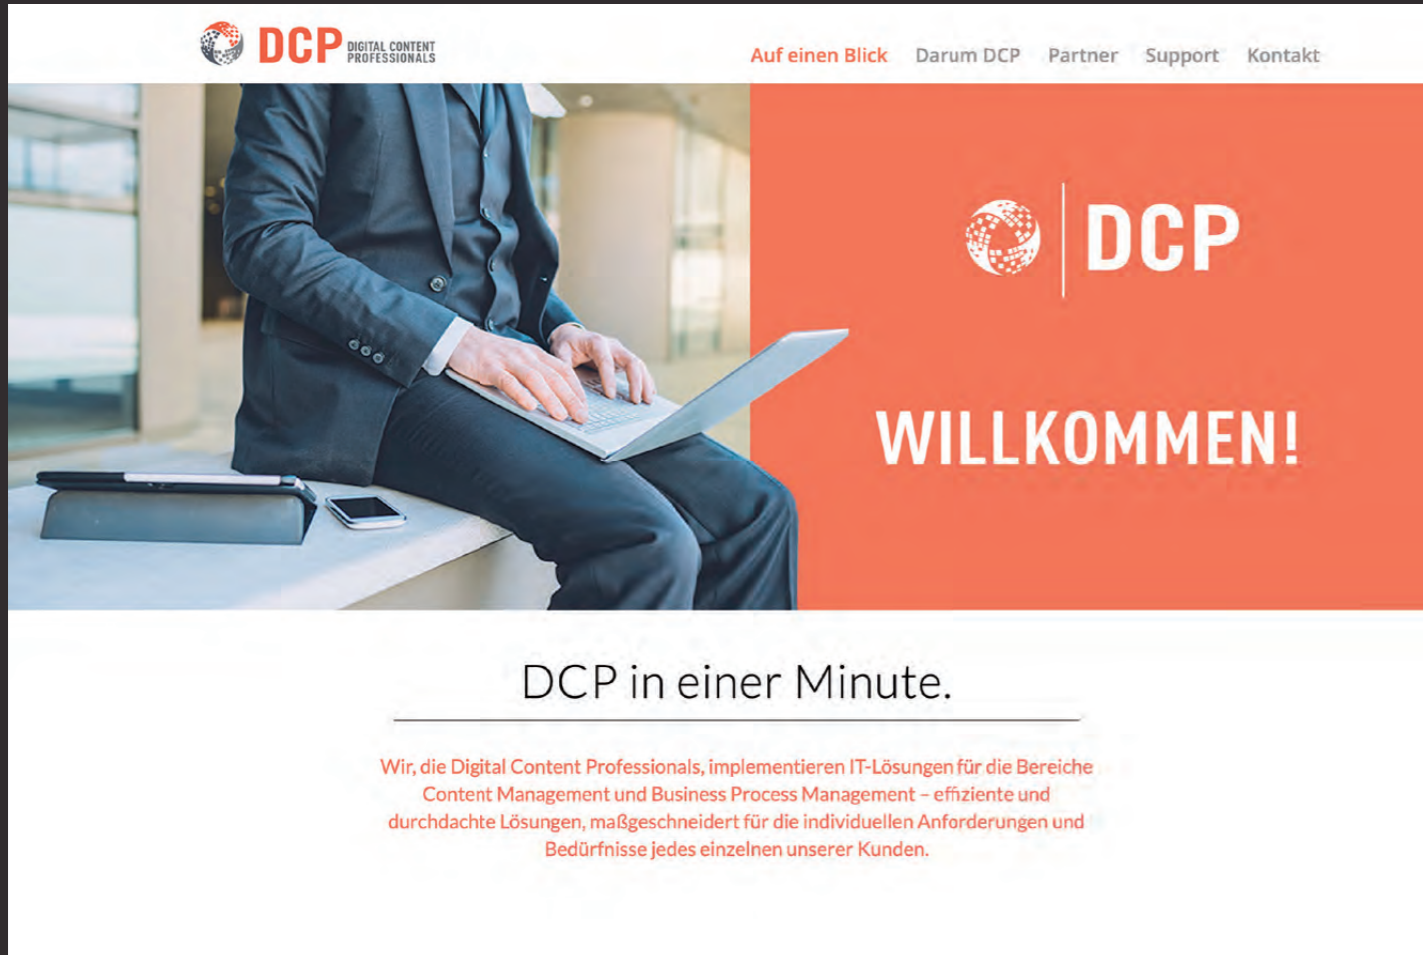 DCP DIGITAL CONTENT
PROFESSIONALS
Auf einen Blick Darum DCP Partner Support Kontakt
DCP
WILLKOMMEN!
DCP in einer Minute.
Wir, die Digital Content Professionals, implementieren IT-Lösungen für die Bereiche
Content Management und Business Process Management – effiziente und
durchdachte Lösungen, maßgeschneidert für die individuellen Anforderungen und
Bedürfnisse jedes einzelnen unserer Kunden.